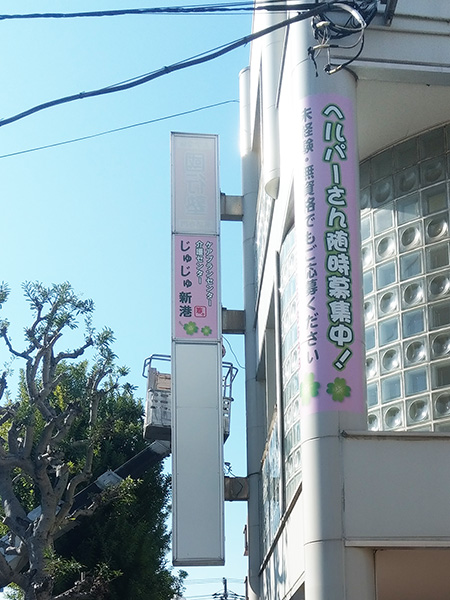 ヘルパーさん随時募集中！
未経験・無資格でもご応募ください
ケアプランセンター
介護センター
じゅじゅ新港